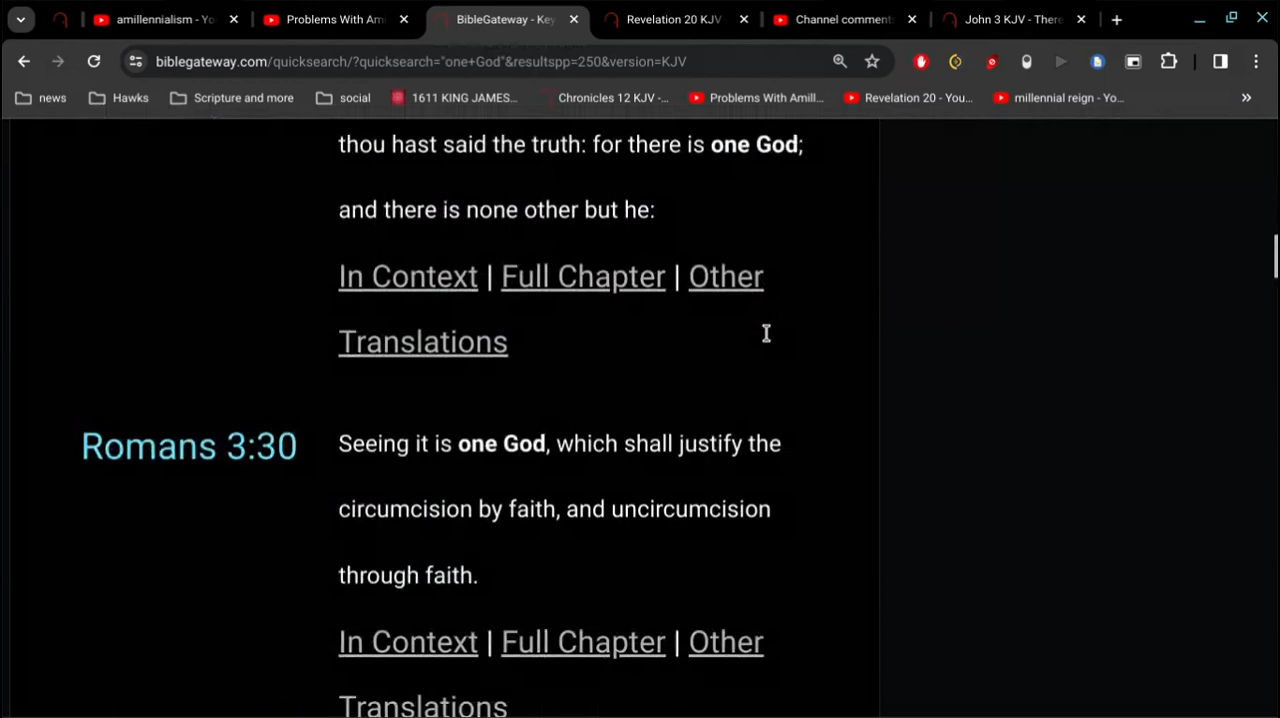 amillennialism - Yo
Problems With Ami
BibleGateway - Key
Revelation 20 KJV
Channel comment
John 3 KJV - There
biblegateway.com/quicksearch/?quicksearch="one+God"&resultspp=250&version=KJV
news
Hawks
Scripture and more
social
1611 KING JAMES...
Chronicles 12 KJV -...
Problems With Amill...
Revelation 20 - You...
millennial reign - Yo...
thou hast said the truth: for there is one God;
and there is none other but he:
In Context | Full Chapter | Other
Translations
Romans 3:30
Seeing it is one God, which shall justify the
circumcision by faith, and uncircumcision
through faith.
In Context | Full Chapter | Other
Translations